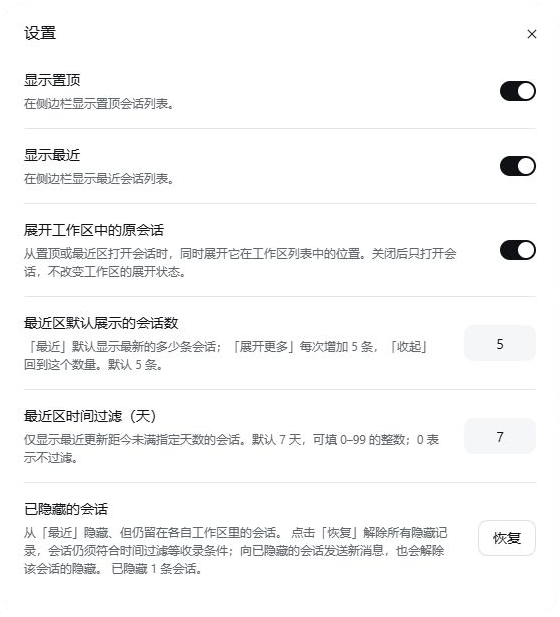 设置
显示置顶
在侧边栏显示置顶会话列表。
显示最近
在侧边栏显示最近会话列表。
展开工作区中的原会话
从置顶或最近区打开会话时，同时展开它在工作区列表中的位置。关闭后只打开会
话，不改变工作区的展开状态。
最近区默认展示的会话数
「最近」默认显示最新的多少条会话；「展开更多」每次增加 5 条，「收起」
回到这个数量。默认 5 条。
5
最近区时间过滤（天）
仅显示最近更新距今未满指定天数的会话。默认 7 天，可填 0–99 的整数；0 表
示不过滤。
7
已隐藏的会话
从「最近」隐藏、但仍留在各自工作区里的会话。 点击「恢复」解除所有隐藏记
录，会话仍须符合时间过滤等收录条件；向已隐藏的会话发送新消息，也会解除
该会话的隐藏。 已隐藏 1 条会话。
恢复